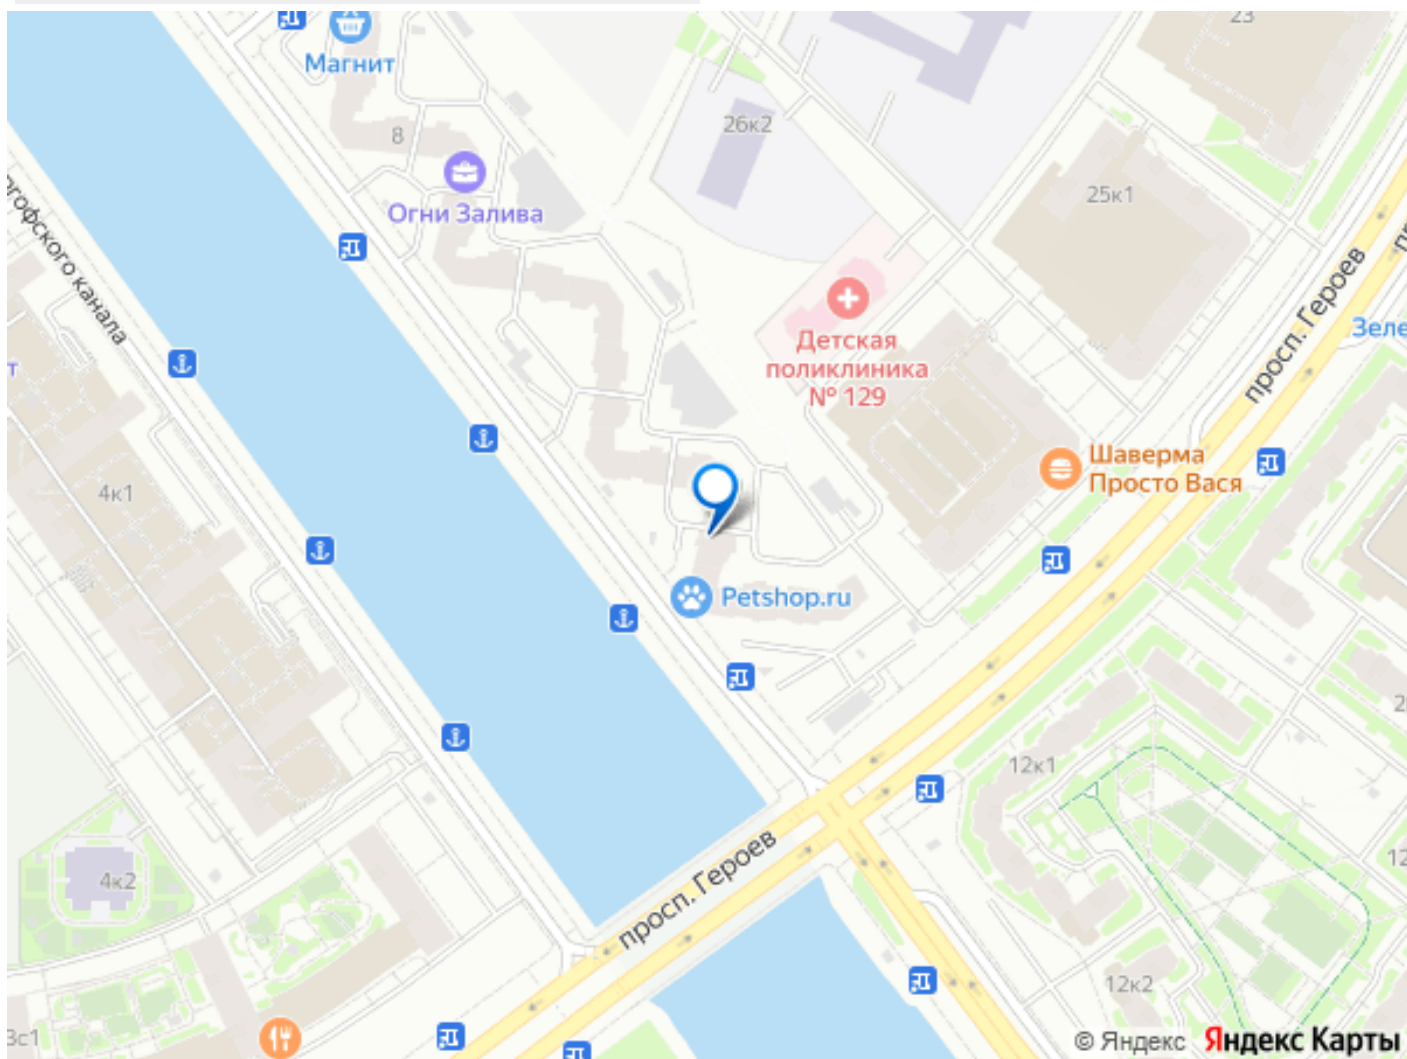 23
Магнит
8
26к2
Огни Залива
25к1
просп. Героев
Детская
поликлиника
№ 129
канала
4к1
Шаверма
Просто Вася
Petshop.ru
12к1
просп. Героев
4к2
12к2
© Яндекс Яндекс Карты